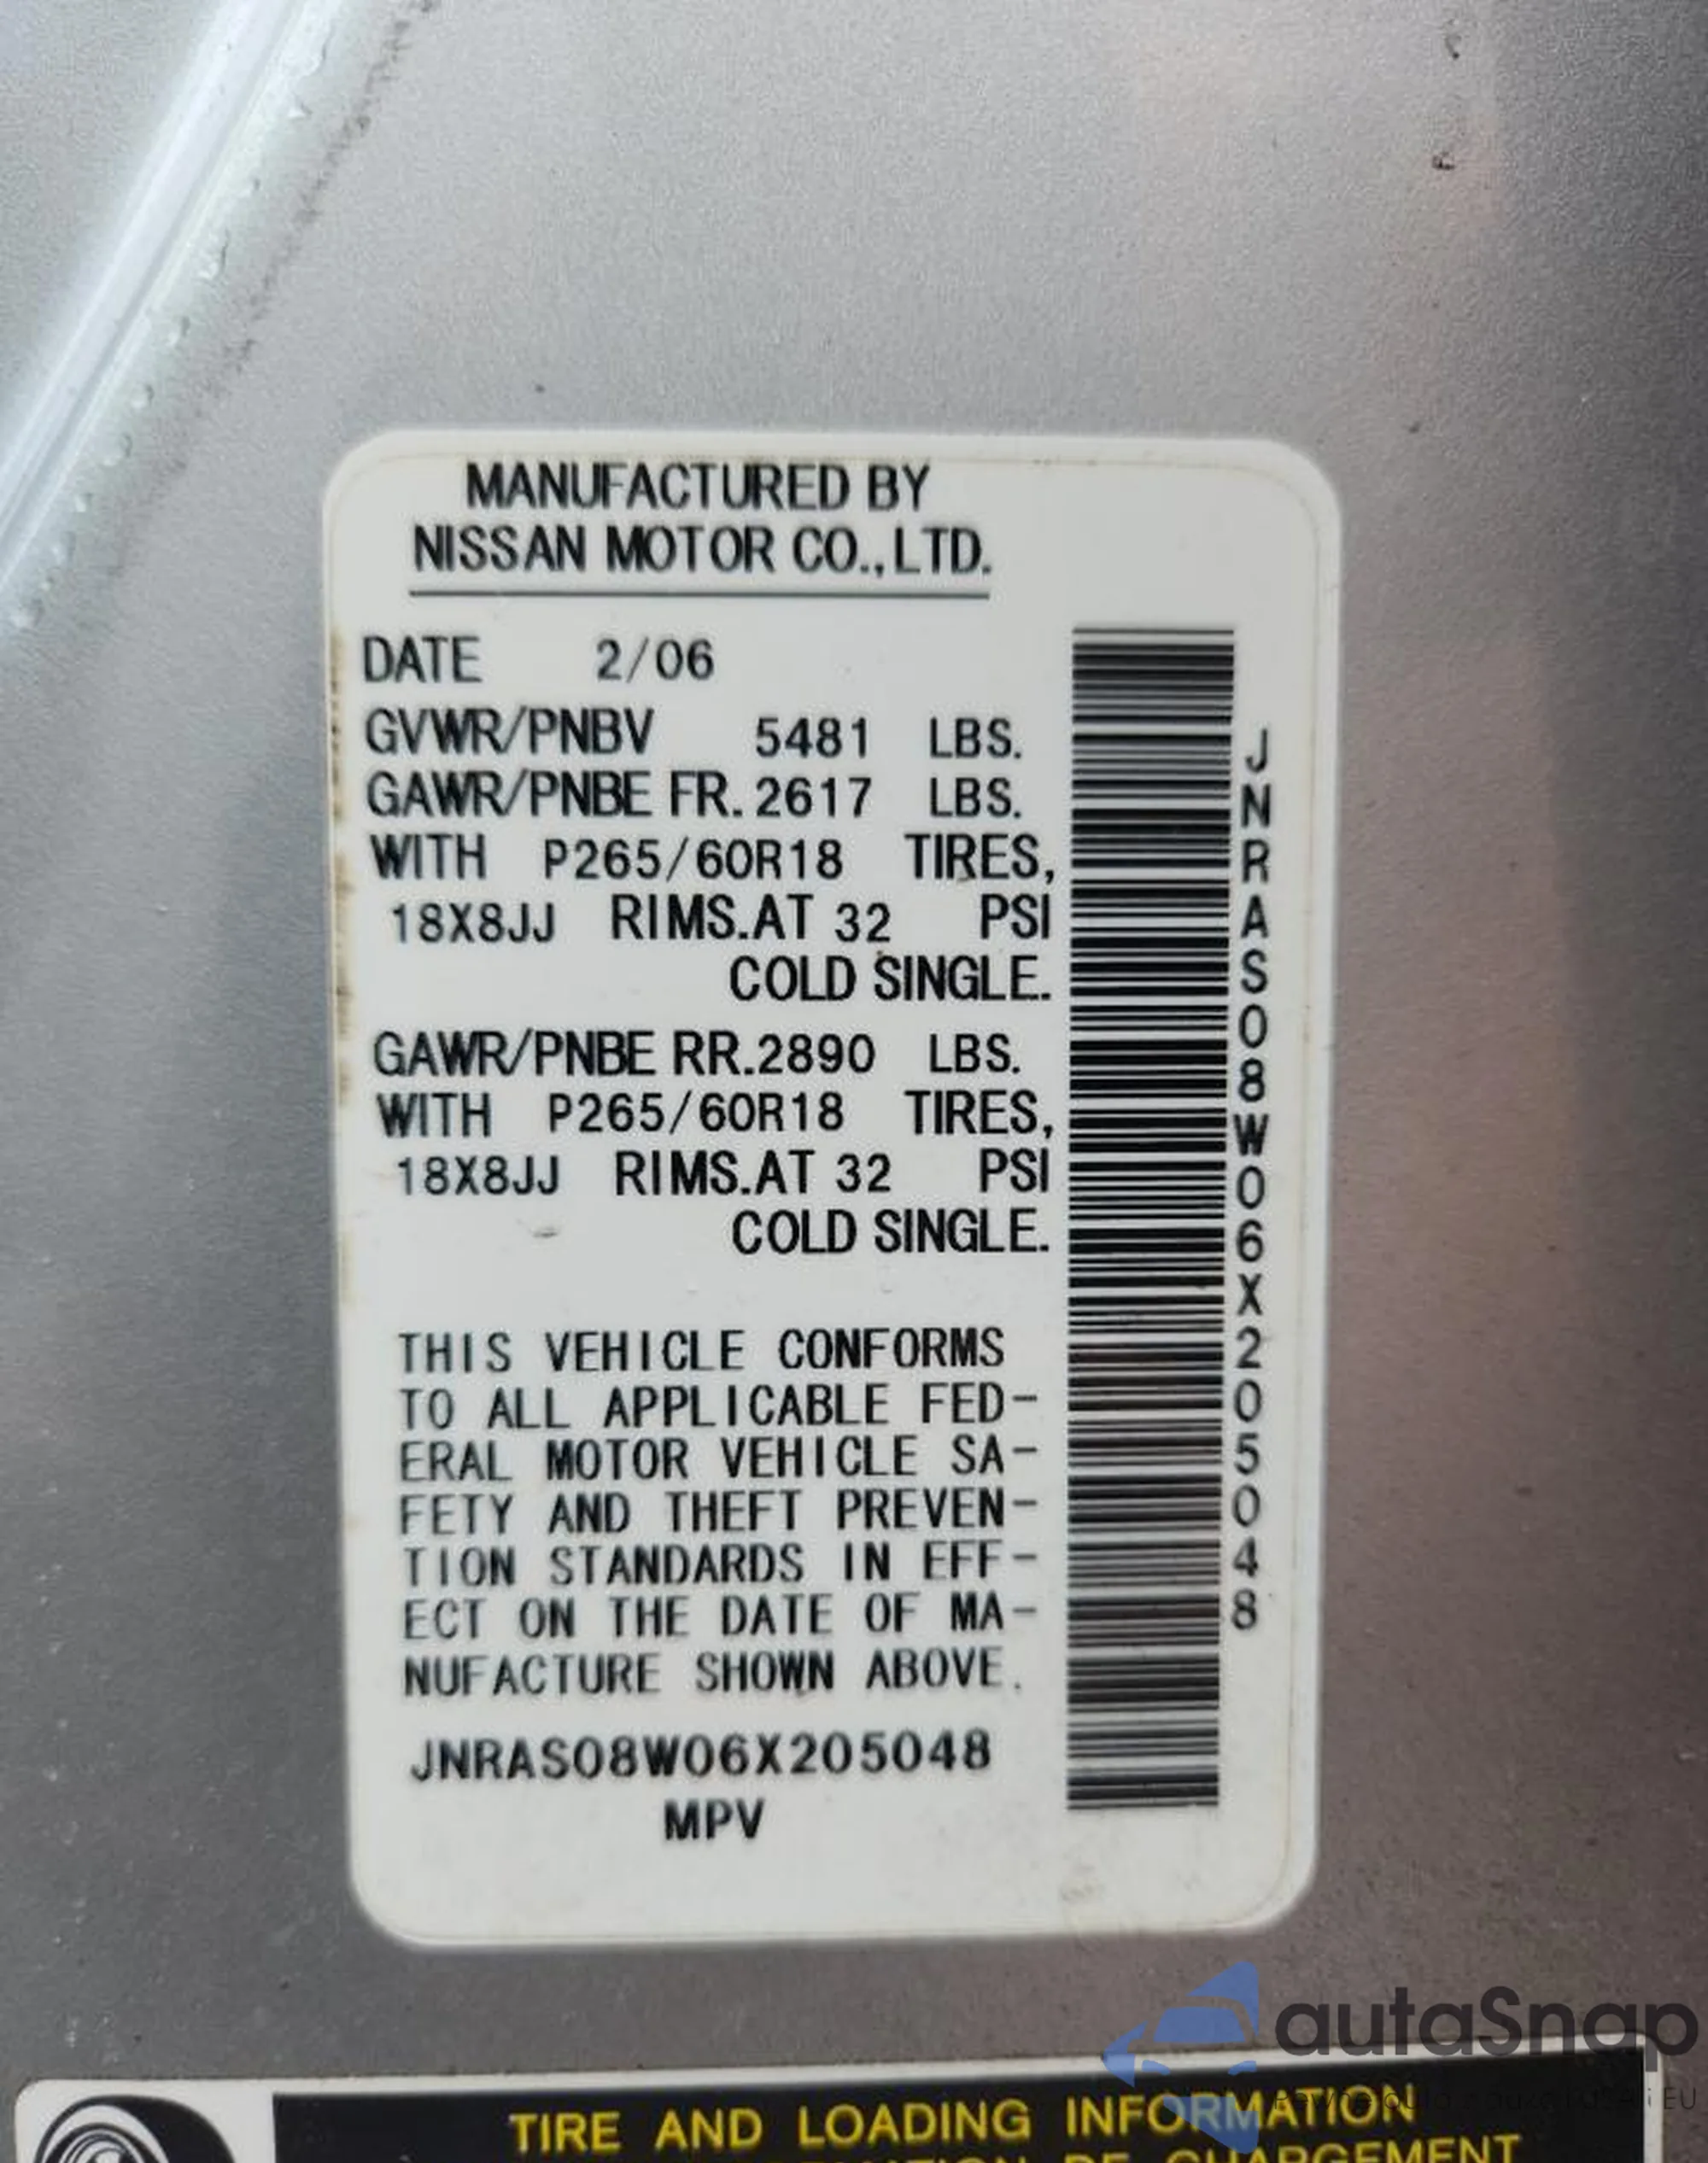 MANUFACTURED BY
NISSAN MOTOR CO.,LTD.
DATE 2/06
GVWR/PNBV 5481 LBS.
GAWR/PNBE FR. 2617 LBS.
WITH P265/60R18 TIRES,
18X8JJ RIMS.AT 32 PSI
COLD SINGLE.
GAWR/PNBE RR. 2890 LBS.
WITH P265/60R18 TIRES,
18X8JJ RIMS.AT 32 PSI
COLD SINGLE.
THIS VEHICLE CONFORMS
TO ALL APPLICABLE FED-
ERAL MOTOR VEHICLE SA-
FETY AND THEFT PREVEN-
TION STANDARDS IN EFF-
ECT ON THE DATE OF MA-
NUFACTURE SHOWN ABOVE.
JNRAS08W06X205048
MPV
JNRAS08W06X205048
autaSnap
TIRE AND LOADING INFORMATION
DE CHARGEMENT